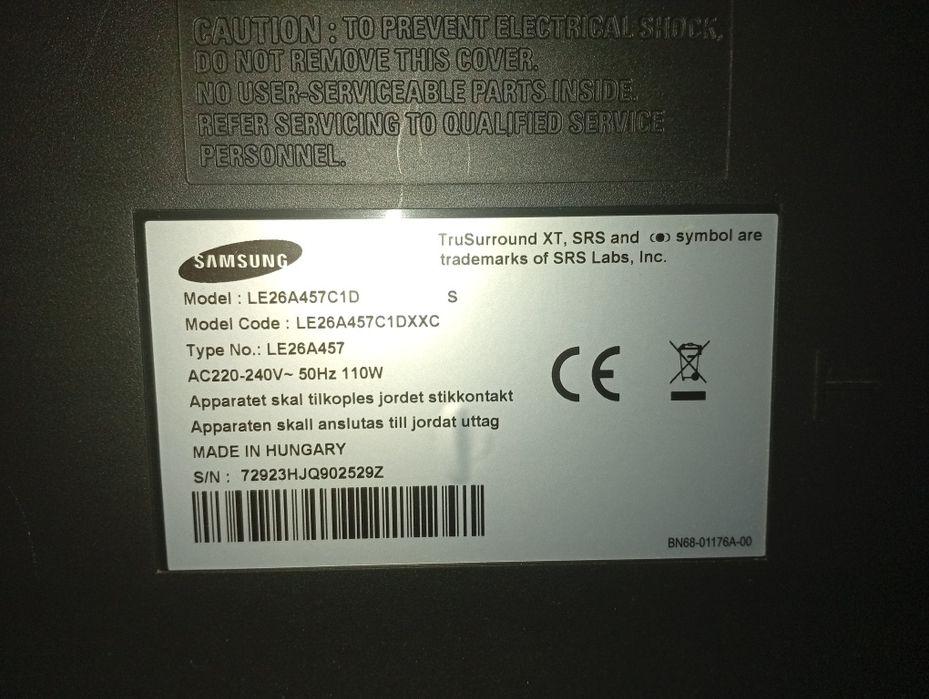 CAUTION : TO PREVENT ELECTRICAL SHOCK,
DO NOT REMOVE THIS COVER.
NO USER-SERVICEABLE PARTS INSIDE.
REFER SERVICING TO QUALIFIED SERVICE
PERSONNEL.
SAMSUNG
TruSurround XT, SRS and (●) symbol are
trademarks of SRS Labs, Inc.
Model : LE26A457C1D S
Model Code : LE26A457C1DXXC
Type No.: LE26A457
AC220-240V~ 50Hz 110W
Apparatet skal tilkoples jordet stikkontakt
Apparaten skall anslutas till jordat uttag
MADE IN HUNGARY
S/N : 72923HJQ902529Z
CE
BN68-01176A-00